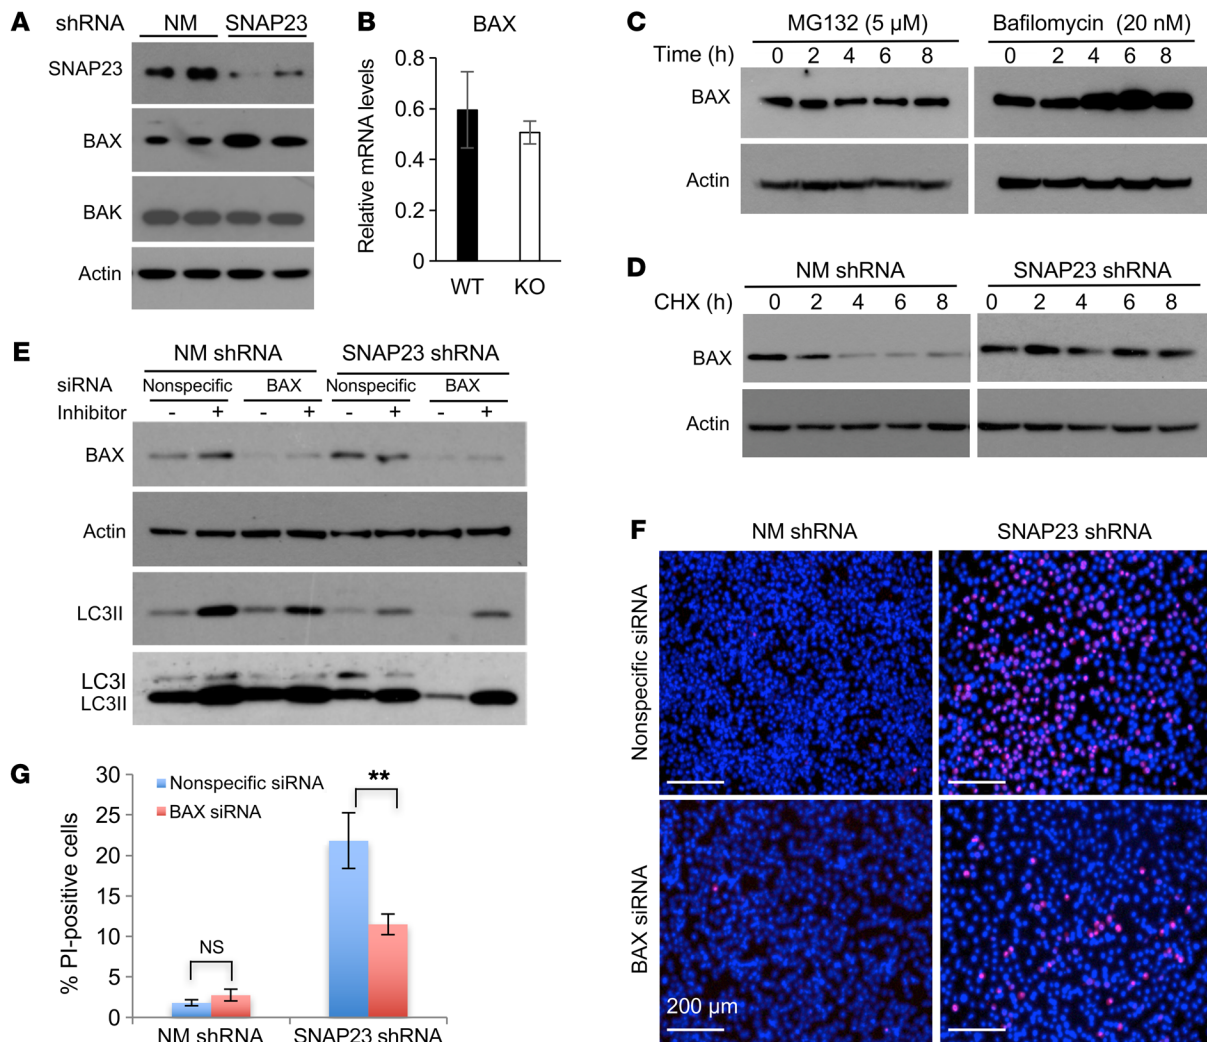 A
shRNA NM SNAP23
SNAP23
BAX
BAK
Actin
B
BAX
Relative mRNA levels
0.8
0.6
0.4
0.2
0
WT KO
C
MG132 (5 µM) Bafilomycin (20 nM)
Time (h) 0 2 4 6 8 0 2 4 6 8
BAX
Actin
D
NM shRNA SNAP23 shRNA
CHX (h) 0 2 4 6 8 0 2 4 6 8
BAX
Actin
E
NM shRNA SNAP23 shRNA
siRNA Nonspecific BAX Nonspecific BAX
Inhibitor - + - + - + - +
BAX
Actin
LC3II
LC3I
LC3II
F
NM shRNA SNAP23 shRNA
Nonspecific siRNA
BAX siRNA
200 µm
G
% PI-positive cells
30
25
20
15
10
5
0
Nonspecific siRNA
BAX siRNA
NS
**
NM shRNA SNAP23 shRNA